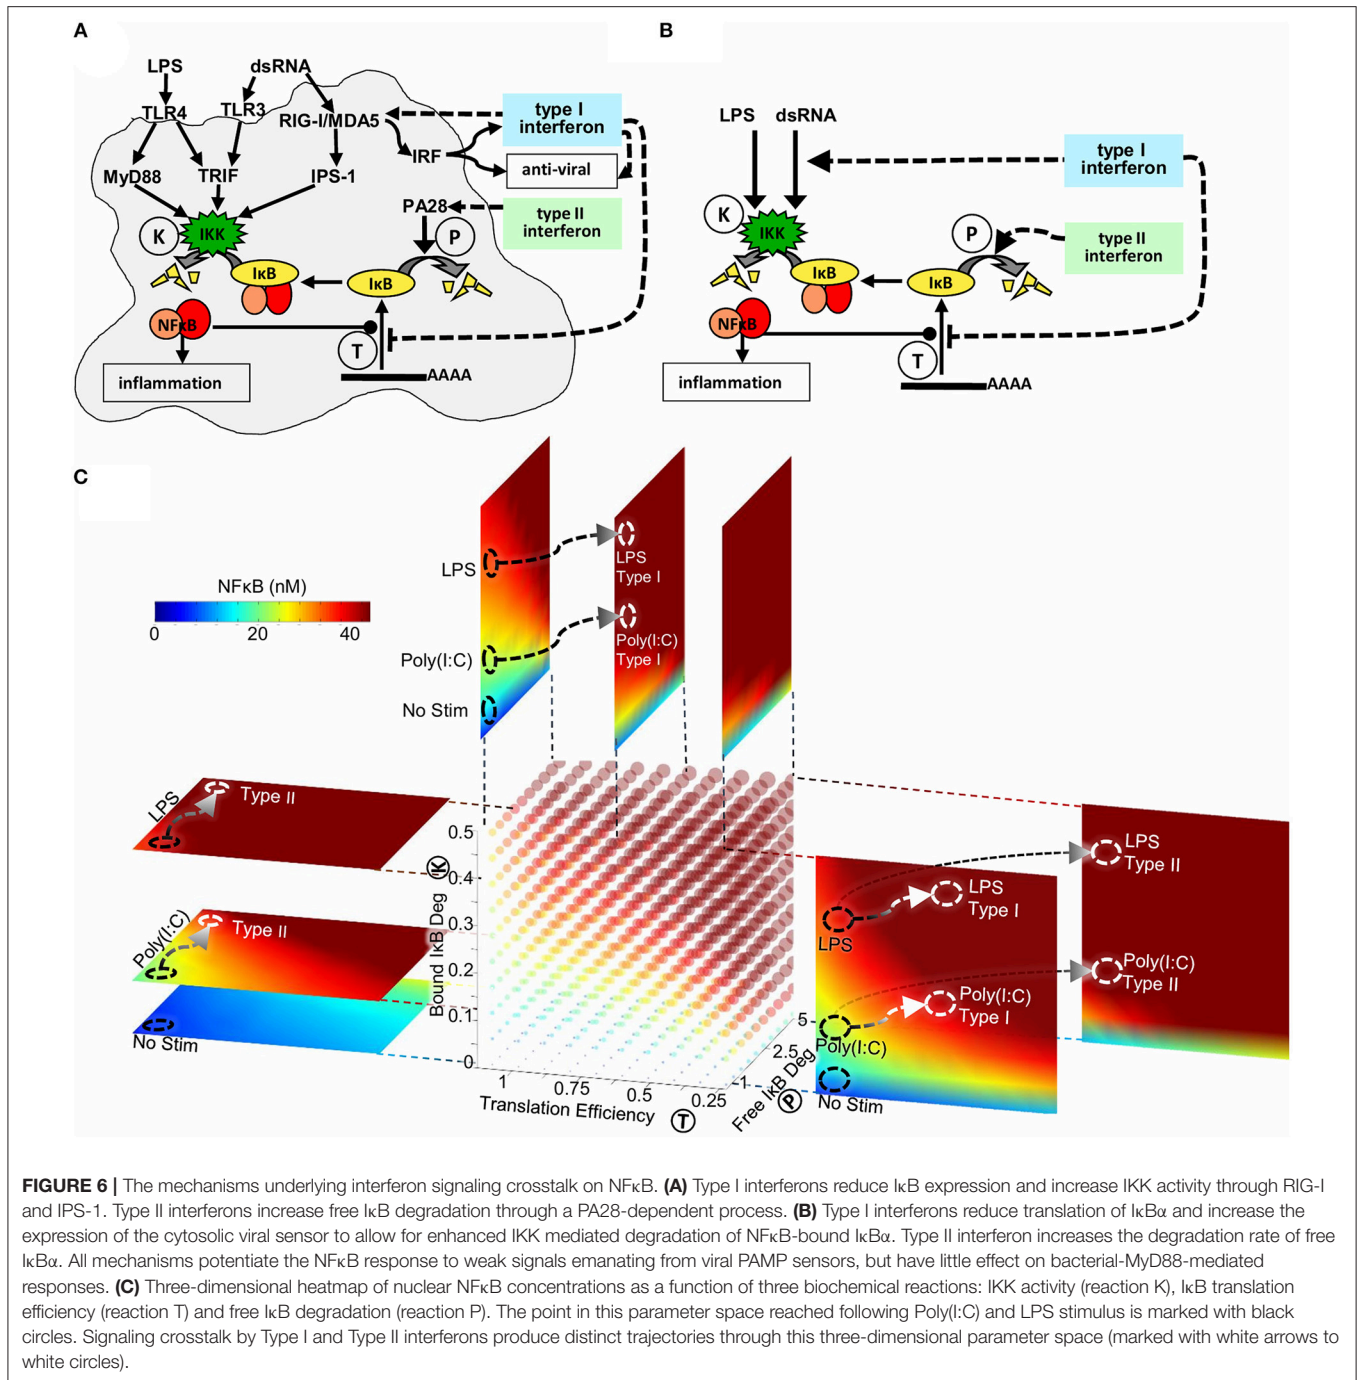 A
LPS
dsRNA
TLR4
TLR3
RIG-I/MDA5
type I
interferon
IRF
anti-viral
MyD88
TRIF
IPS-1
PA28
type II
interferon
K
IKK
P
IκB
IκB
NFκB
T
inflammation
AAAA
B
LPS
dsRNA
type I
interferon
K
IKK
P
type II
interferon
IκB
IκB
NFκB
T
inflammation
AAAA
C
NFκB (nM)
0 20 40
LPS
Poly(I:C)
No Stim
LPS
Type I
Poly(I:C)
Type I
LPS
Type II
Poly(I:C)
Type II
No Stim
Bound IκB Deg K
0.5
0.4
0.3
0.2
0.1
0
1 0.75 0.5 0.25
Translation Efficiency T
Free IκB Deg P
5
2.5
1
LPS
LPS
Type I
Poly(I:C)
Poly(I:C)
Type I
No Stim
LPS
Type II
Poly(I:C)
Type II
FIGURE 6 | The mechanisms underlying interferon signaling crosstalk on NFκB. (A) Type I interferons reduce IκB expression and increase IKK activity through RIG-I
and IPS-1. Type II interferons increase free IκB degradation through a PA28-dependent process. (B) Type I interferons reduce translation of IκBα and increase the
expression of the cytosolic viral sensor to allow for enhanced IKK mediated degradation of NFκB-bound IκBα. Type II interferon increases the degradation rate of free
IκBα. All mechanisms potentiate the NFκB response to weak signals emanating from viral PAMP sensors, but have little effect on bacterial-MyD88-mediated
responses. (C) Three-dimensional heatmap of nuclear NFκB concentrations as a function of three biochemical reactions: IKK activity (reaction K), IκB translation
efficiency (reaction T) and free IκB degradation (reaction P). The point in this parameter space reached following Poly(I:C) and LPS stimulus is marked with black
circles. Signaling crosstalk by Type I and Type II interferons produce distinct trajectories through this three-dimensional parameter space (marked with white arrows to
white circles).